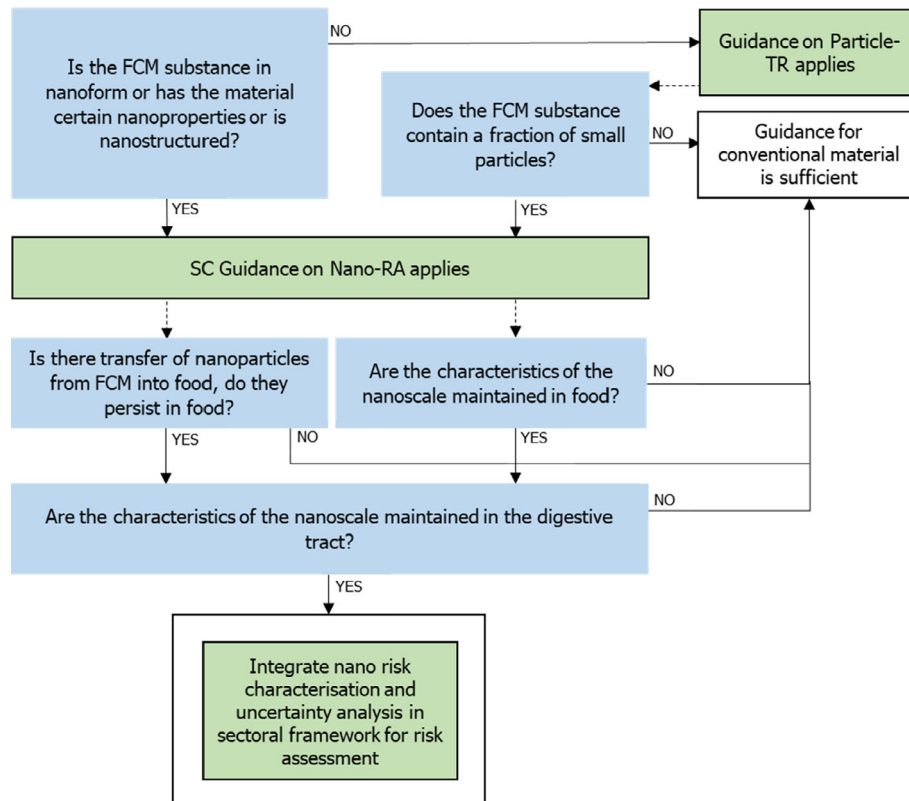 NO
Is the FCM substance in
nanoform or has the material
certain nanoproperties or is
nanostructured?
Guidance on Particle-
TR applies
Does the FCM substance
contain a fraction of small
particles?
NO
Guidance for
conventional material
is sufficient
YES
YES
SC Guidance on Nano-RA applies
Is there transfer of nanoparticles
from FCM into food, do they
persist in food?
Are the characteristics of the
nanoscale maintained in food?
NO
YES
NO
YES
Are the characteristics of the nanoscale maintained in the digestive
tract?
NO
YES
Integrate nano risk
characterisation and
uncertainty analysis in
sectoral framework for risk
assessment